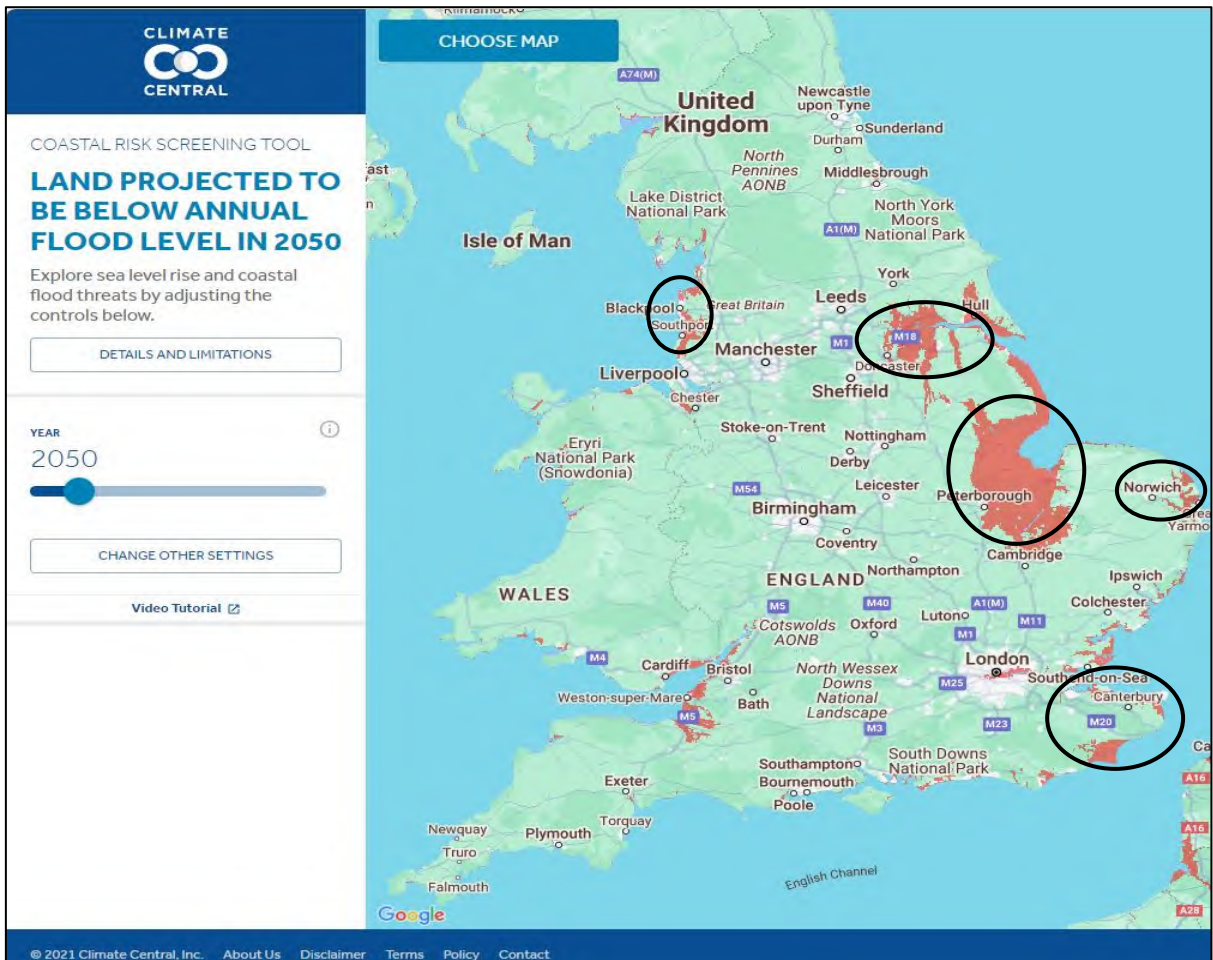 CLIMATE
CENTRAL
COASTAL RISK SCREENING TOOL
LAND PROJECTED TO
BE BELOW ANNUAL
FLOOD LEVEL IN 2050
Explore sea level rise and coastal
flood threats by adjusting the
controls below.
DETAILS AND LIMITATIONS
YEAR
2050
CHANGE OTHER SETTINGS
Video Tutorial
CHOOSE MAP
A74(M)
United
Kingdom
Newcastle
upon Tyne
Sunderland
Durham
North
Pennines
AONB
Middlesbrough
Lake District
National Park
North York
Moors
National Park
A1(M)
Isle of Man
York
Blackpool
Great Britain
Leeds
Hull
Southport
M1
M18
Manchester
Doncaster
Liverpool
Sheffield
Chester
Stoke-on-Trent
Nottingham
Eryri
National Park
(Snowdonia)
Derby
Leicester
Norwich
M54
Peterborough
Birmingham
Coventry
Cambridge
Northampton
ENGLAND
Ipswich
WALES
M5
M40
A1(M)
Colchester
Cotswolds
AONB
Oxford
Luton
M11
M1
M4
Cardiff
Bristol
North Wessex
Downs
National
Landscape
London
M25
Southend-on-Sea
Canterbury
Weston-super-Mare
Bath
M5
M3
M23
M20
South Downs
National Park
Southampton
Exeter
Bournemouth
Poole
A16
Newquay
Plymouth
Torquay
A16
Truro
Falmouth
English Channel
Google
A28
© 2021 Climate Central, Inc. About Us Disclaimer Terms Policy Contact